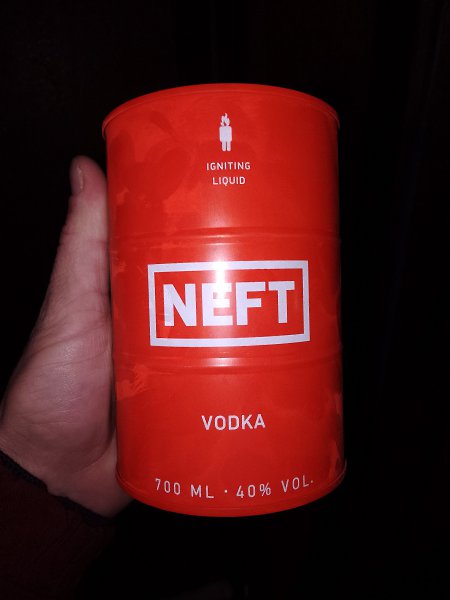 IGNITING
LIQUID
NEFT
VODKA
700 ML · 40% VOL.